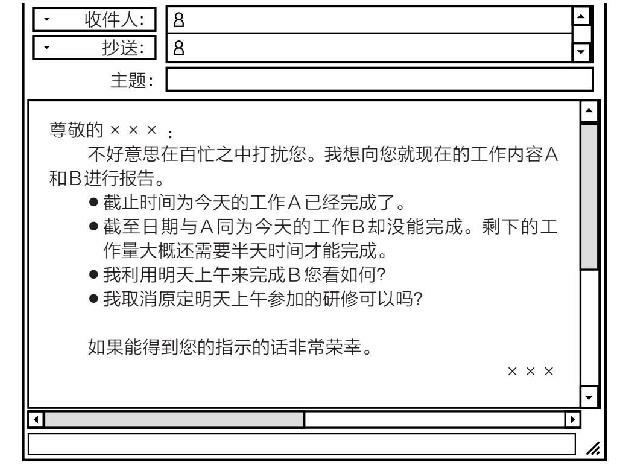 收件人:
抄送:
主题:
尊敬的×××：
不好意思在百忙之中打扰您。我想向您就现在的工作内容A
和B进行报告。
●截止时间为今天的工作A已经完成了。
●截至日期与A同为今天的工作B却没能完成。剩下的工
作量大概还需要半天时间才能完成。
●我利用明天上午来完成B您看如何?
●我取消原定明天上午参加的研修可以吗?
如果能得到您的指示的话非常荣幸。
×××